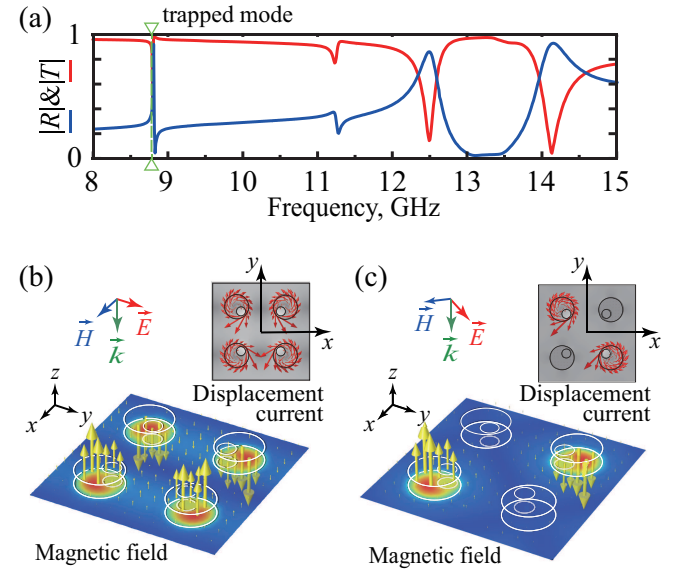 (a)
trapped mode
|R|&|T|
1
0
8 9 10 11 12 13 14 15
Frequency, GHz
(b)
y
x
H E
k
Displacement
current
z
x y
Magnetic field
(c)
y
x
H E
k
Displacement
current
z
x y
Magnetic field